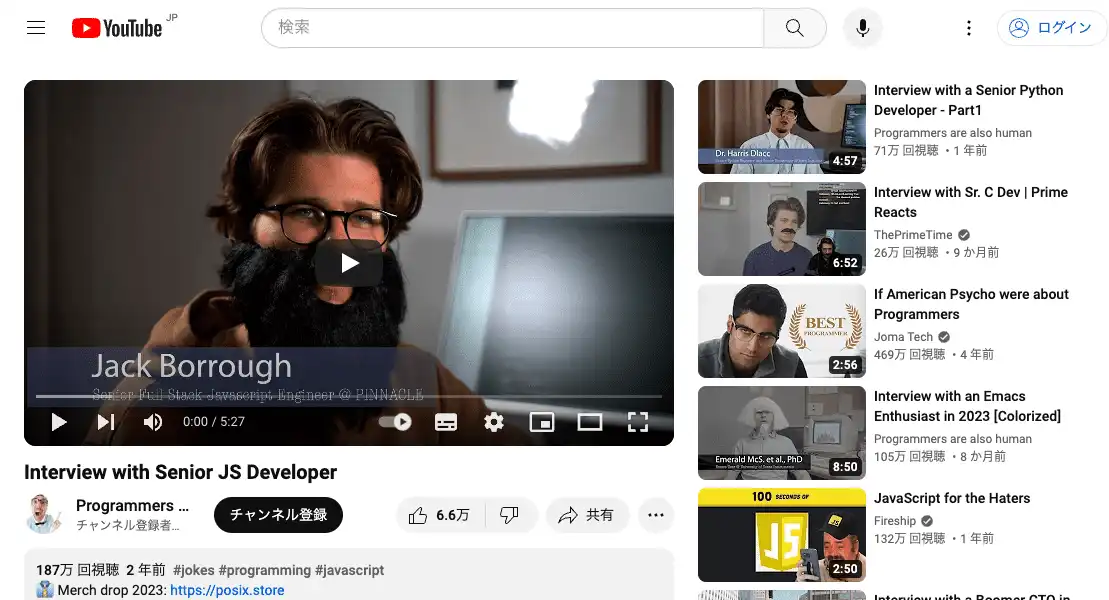 YouTube JP
検索
ログイン
Jack Borrough
Senior Full Stack Javascript Engineer @ PINNACLE
0:00 / 5:27
Interview with Senior JS Developer
Programmers ...
チャンネル登録者...
チャンネル登録
6.6万
共有
187万 回視聴 2 年前 #jokes #programming #javascript
Merch drop 2023: https://posix.store
Dr. Harris Dlacc
4:57
Interview with a Senior Python
Developer - Part1
Programmers are also human
71万 回視聴 ・1 年前
6:52
Interview with Sr. C Dev | Prime
Reacts
ThePrimeTime
26万 回視聴 ・9 か月前
BEST
PROGRAMMER
2:56
If American Psycho were about
Programmers
Joma Tech
469万 回視聴 ・4 年前
Emerald McS. et al., PhD
8:50
Interview with an Emacs
Enthusiast in 2023 [Colorized]
Programmers are also human
105万 回視聴 ・8 か月前
100 SECONDS OF
JS
2:50
JavaScript for the Haters
Fireship
132万 回視聴 ・1 年前
Interview with a Boomer CTO in